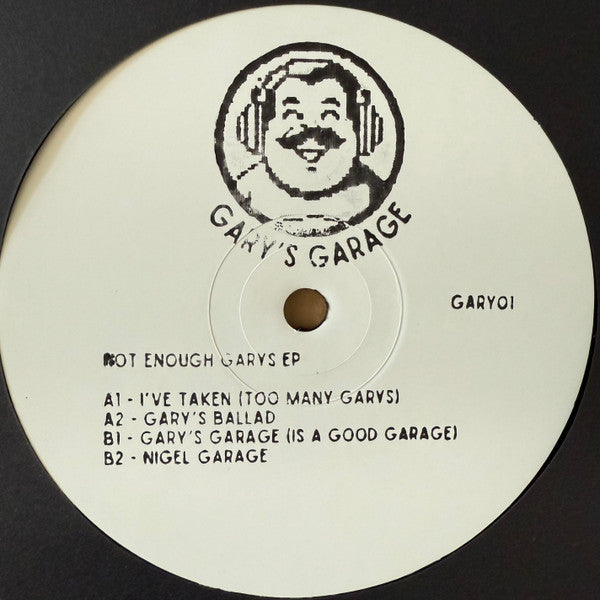 GARY'S GARAGE
GARY01
NOT ENOUGH GARYS EP
A1 - I'VE TAKEN (TOO MANY GARYS)
A2 - GARY'S BALLAD
B1 - GARY'S GARAGE (IS A GOOD GARAGE)
B2 - NIGEL GARAGE